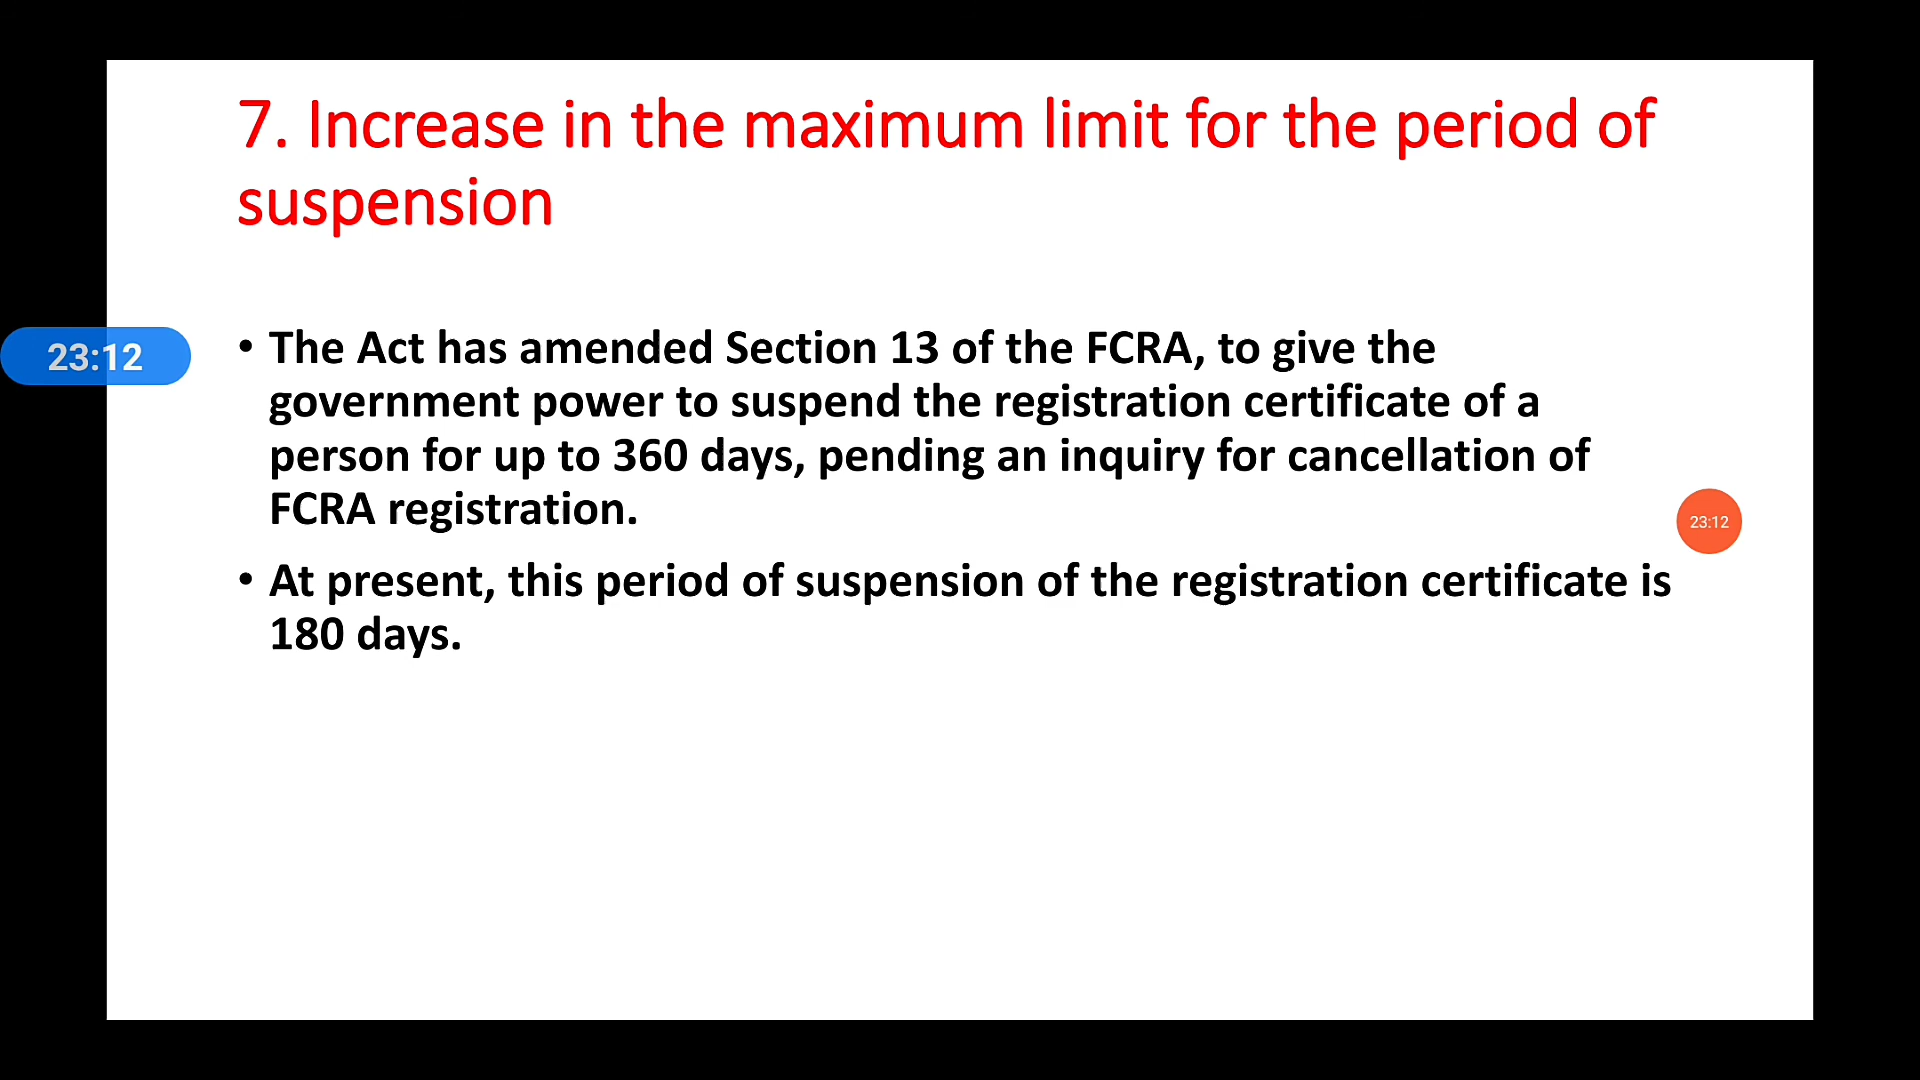 7. Increase in the maximum limit for the period of
suspension
23:12
• The Act has amended Section 13 of the FCRA, to give the
government power to suspend the registration certificate of a
person for up to 360 days, pending an inquiry for cancellation of
FCRA registration.
23:12
• At present, this period of suspension of the registration certificate is
180 days.